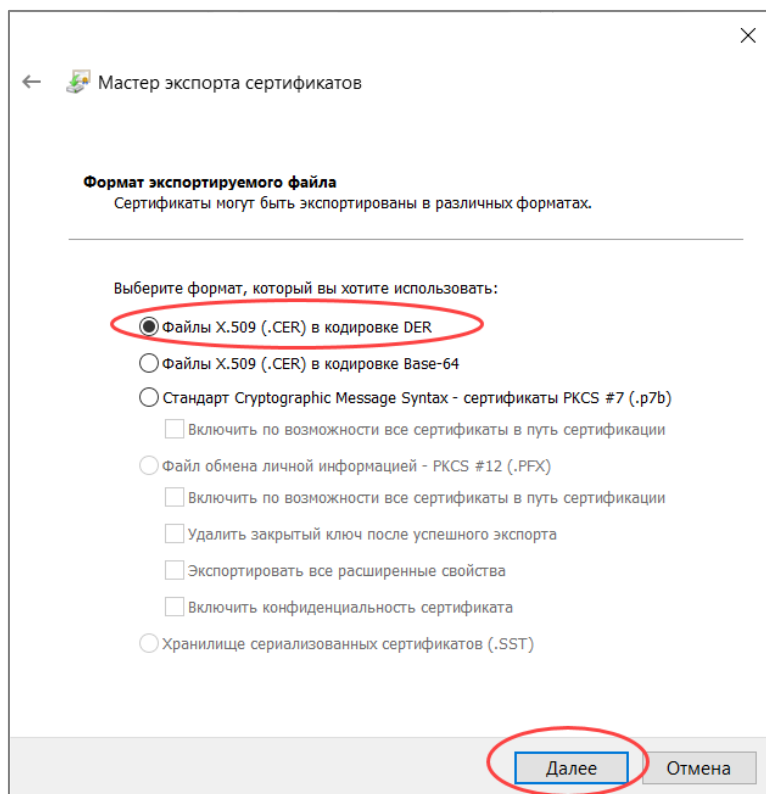 Мастер экспорта сертификатов
Формат экспортируемого файла
Сертификаты могут быть экспортированы в различных форматах.
Выберите формат, который вы хотите использовать:
Файлы X.509 (.CER) в кодировке DER
Файлы X.509 (.CER) в кодировке Base-64
Стандарт Cryptographic Message Syntax - сертификаты PKCS #7 (.p7b)
Включить по возможности все сертификаты в путь сертификации
Файл обмена личной информацией - PKCS #12 (.PFX)
Включить по возможности все сертификаты в путь сертификации
Удалить закрытый ключ после успешного экспорта
Экспортировать все расширенные свойства
Включить конфиденциальность сертификата
Хранилище сериализованных сертификатов (.SST)
Далее Отмена